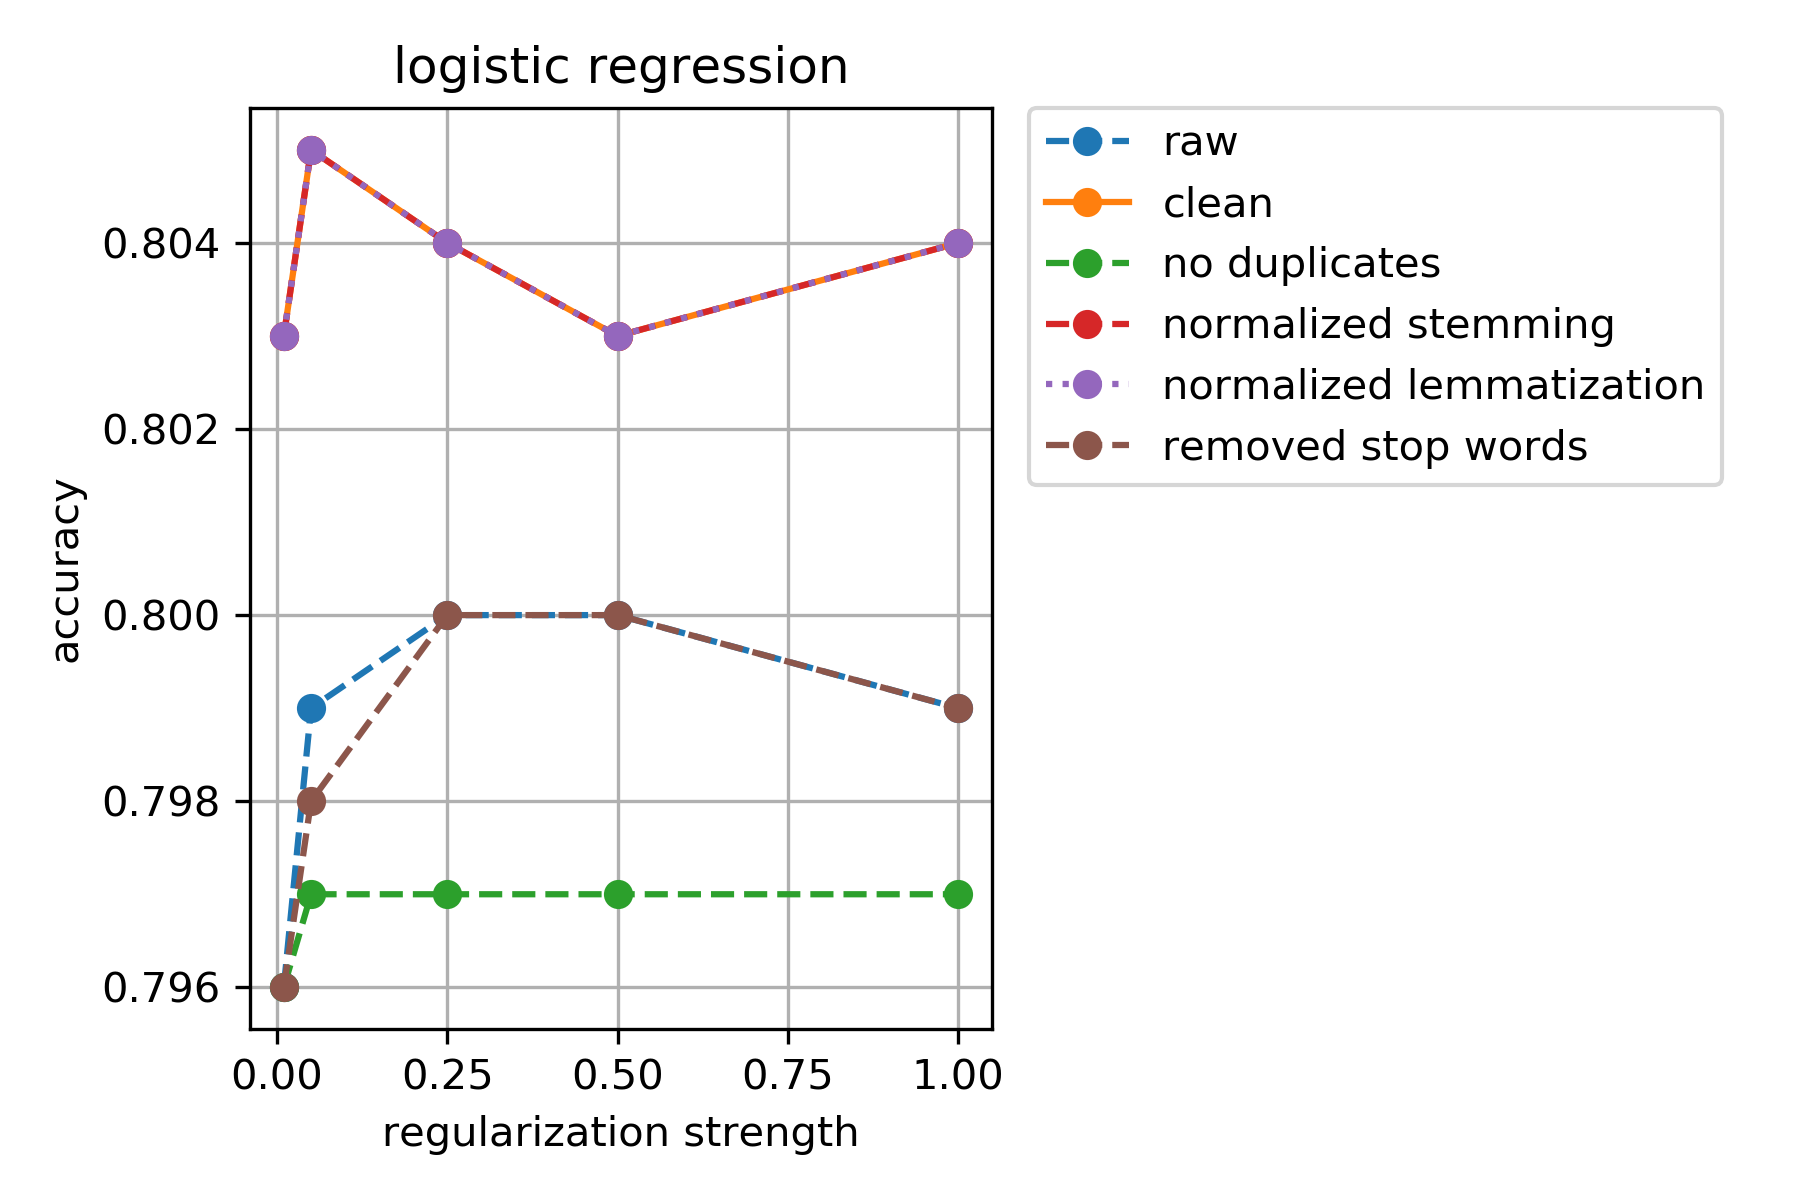 logistic regression
raw
clean
no duplicates
normalized stemming
normalized lemmatization
removed stop words
accuracy
0.804
0.802
0.800
0.798
0.796
0.00 0.25 0.50 0.75 1.00
regularization strength